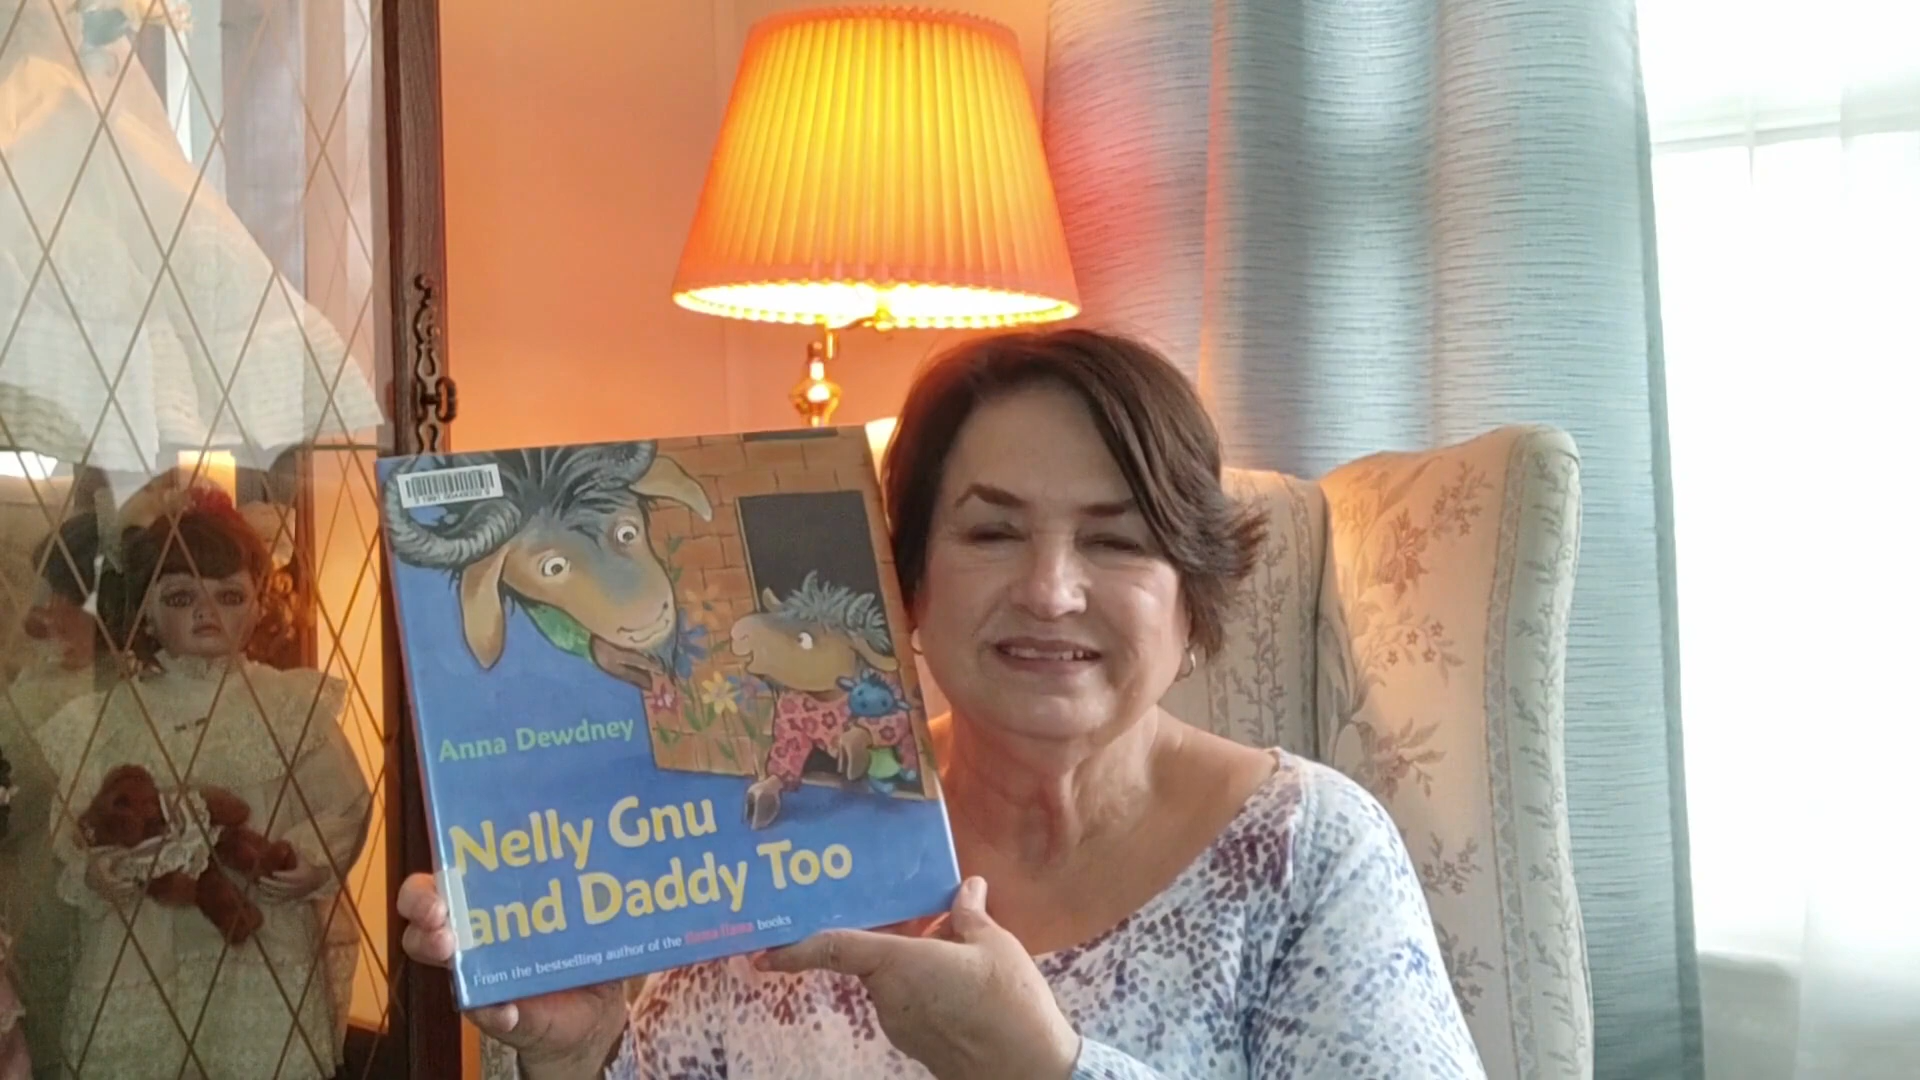 Anna Dewdney
Nelly Gnu
and Daddy Too
From the bestselling author of the llama llama books